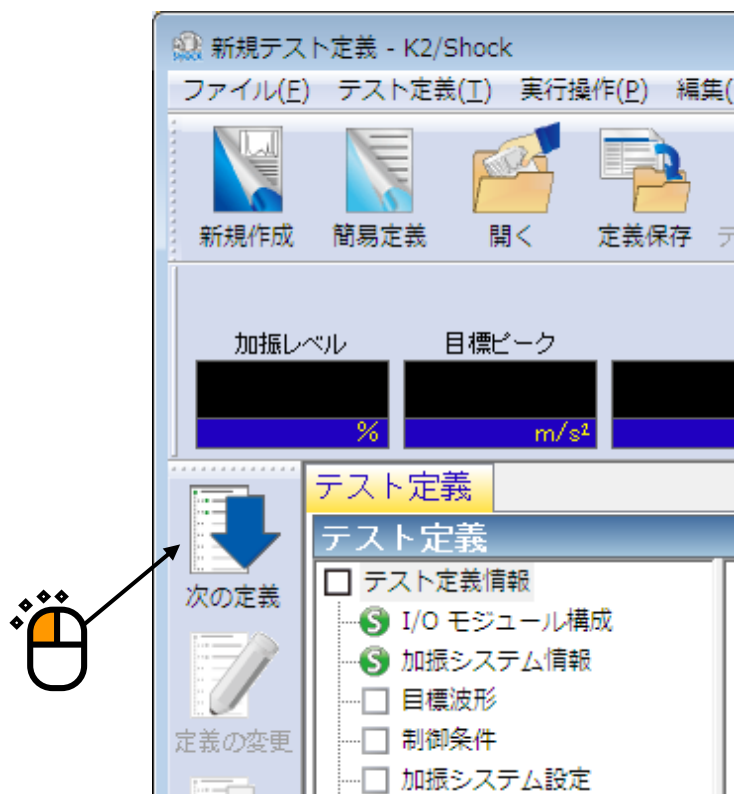 新規テスト定義 - K2/Shock
ファイル(F) テスト定義(T) 実行操作(P) 編集(
新規作成 簡易定義 開く 定義保存 テ
加振レベル 目標ピーク
% m/s²
テスト定義
テスト定義
次の定義
テスト定義情報
S I/O モジュール構成
S 加振システム情報
目標波形
定義の変更
制御条件
加振システム設定